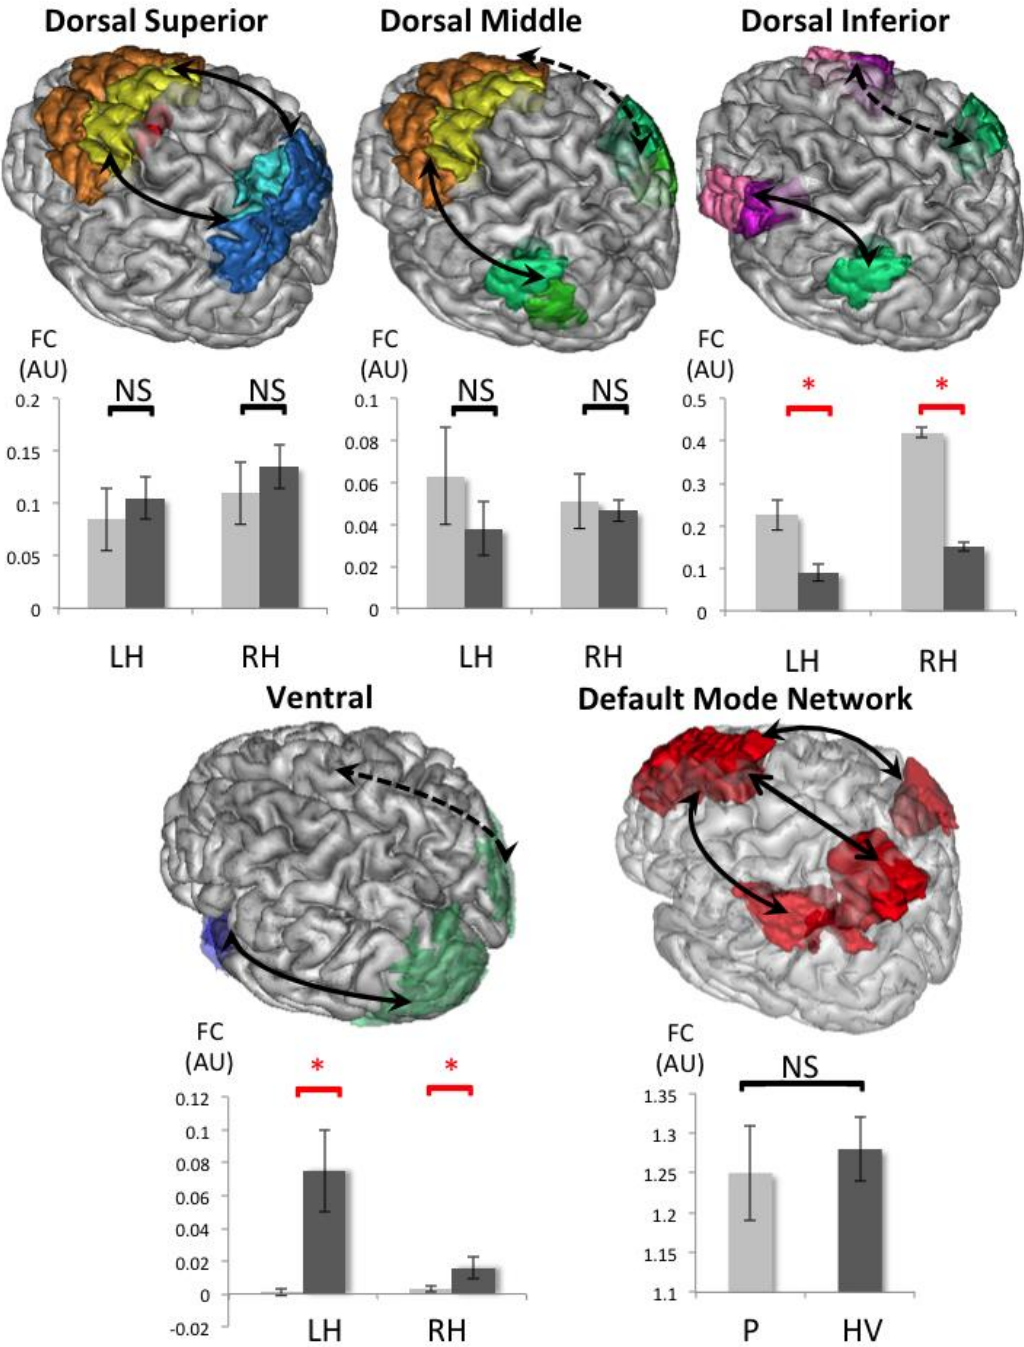 Dorsal Superior Dorsal Middle Dorsal Inferior
FC (AU) FC (AU) FC (AU)
NS NS NS NS * *
0.2 0.1 0.5
0.15 0.08 0.4
0.1 0.06 0.3
0.05 0.04 0.2
0 0.02 0.1
0 0
LH RH LH RH LH RH
Ventral Default Mode Network
FC (AU) FC (AU)
* * NS
0.12 1.35
0.1 1.3
0.08 1.25
0.06 1.2
0.04 1.15
0.02 1.1
0
-0.02
LH RH P HV